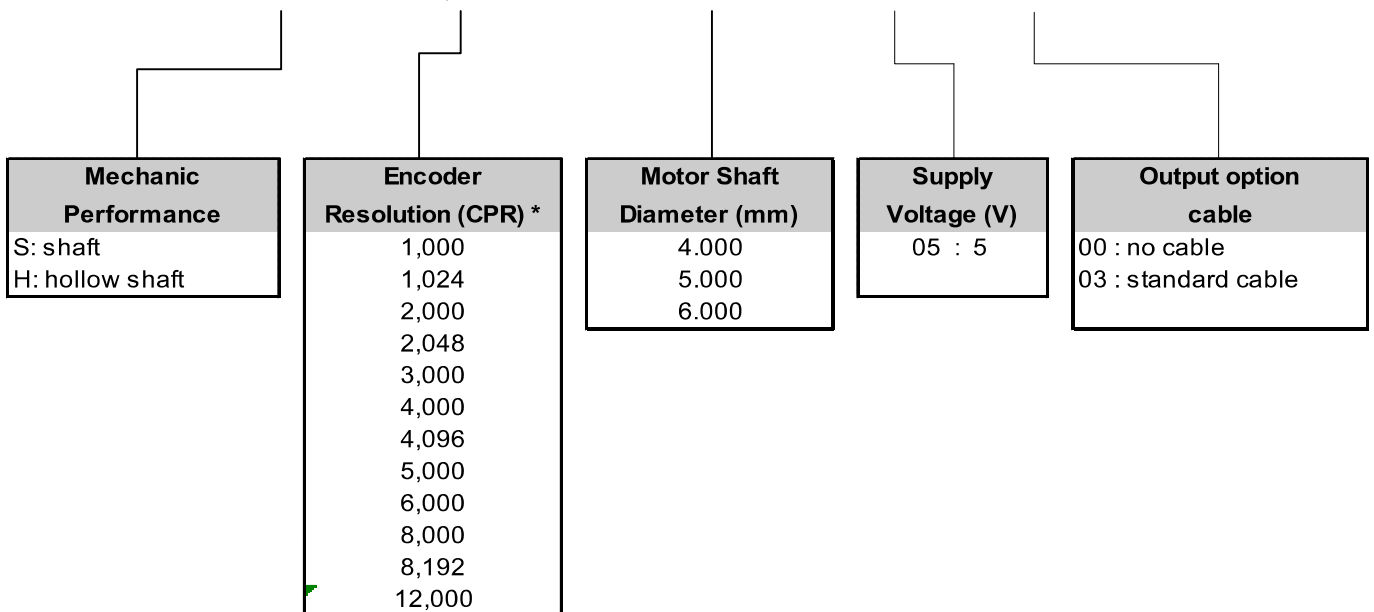 Mechanic
Performance
S: shaft
H: hollow shaft
Encoder
Resolution (CPR) *
1,000
1,024
2,000
2,048
3,000
4,000
4,096
5,000
6,000
8,000
8,192
12,000
Motor Shaft
Diameter (mm)
4.000
5.000
6.000
Supply
Voltage (V)
05 : 5
Output option
cable
00 : no cable
03 : standard cable